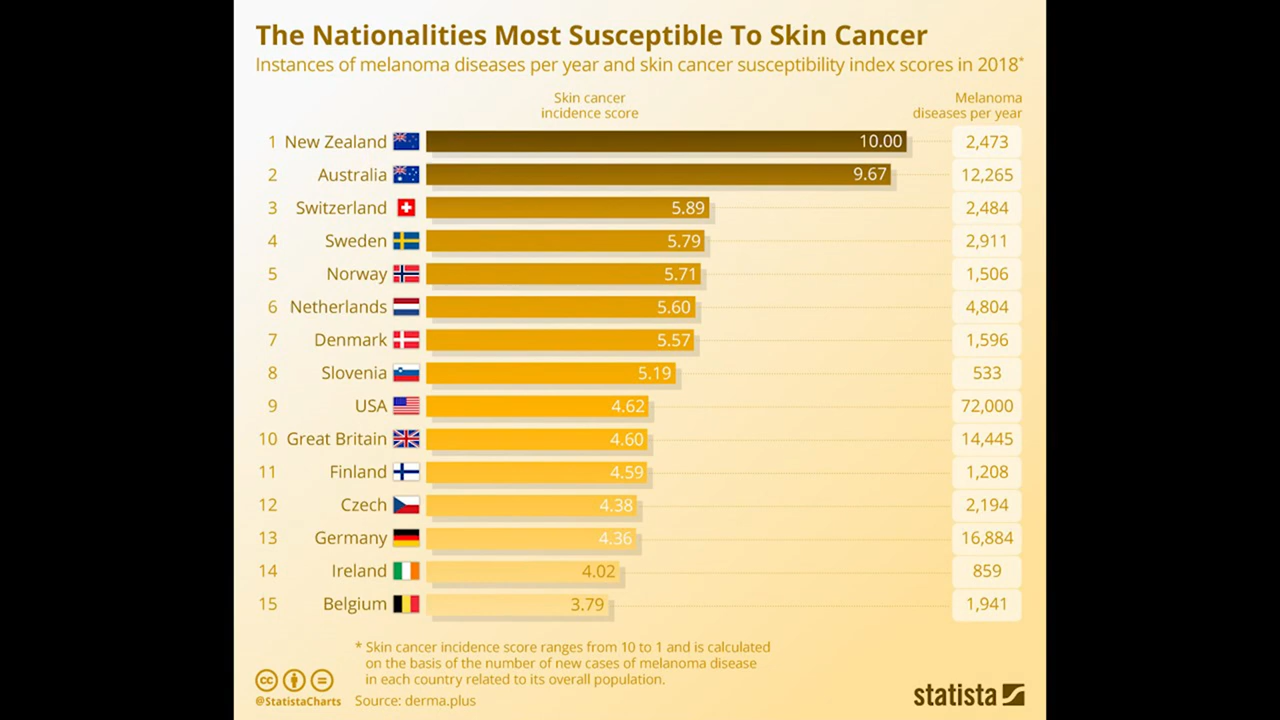 The Nationalities Most Susceptible To Skin Cancer
Instances of melanoma diseases per year and skin cancer susceptibility index scores in 2018*
Skin cancer
incidence score
Melanoma
diseases per year
1 New Zealand 10.00 2,473
2 Australia 9.67 12,265
3 Switzerland 5.89 2,484
4 Sweden 5.79 2,911
5 Norway 5.71 1,506
6 Netherlands 5.60 4,804
7 Denmark 5.57 1,596
8 Slovenia 5.19 533
9 USA 4.62 72,000
10 Great Britain 4.60 14,445
11 Finland 4.59 1,208
12 Czech 4.38 2,194
13 Germany 4.36 16,884
14 Ireland 4.02 859
15 Belgium 3.79 1,941
* Skin cancer incidence score ranges from 10 to 1 and is calculated
on the basis of the number of new cases of melanoma disease
in each country related to its overall population.
cc
@StatistaCharts Source: derma.plus
statista